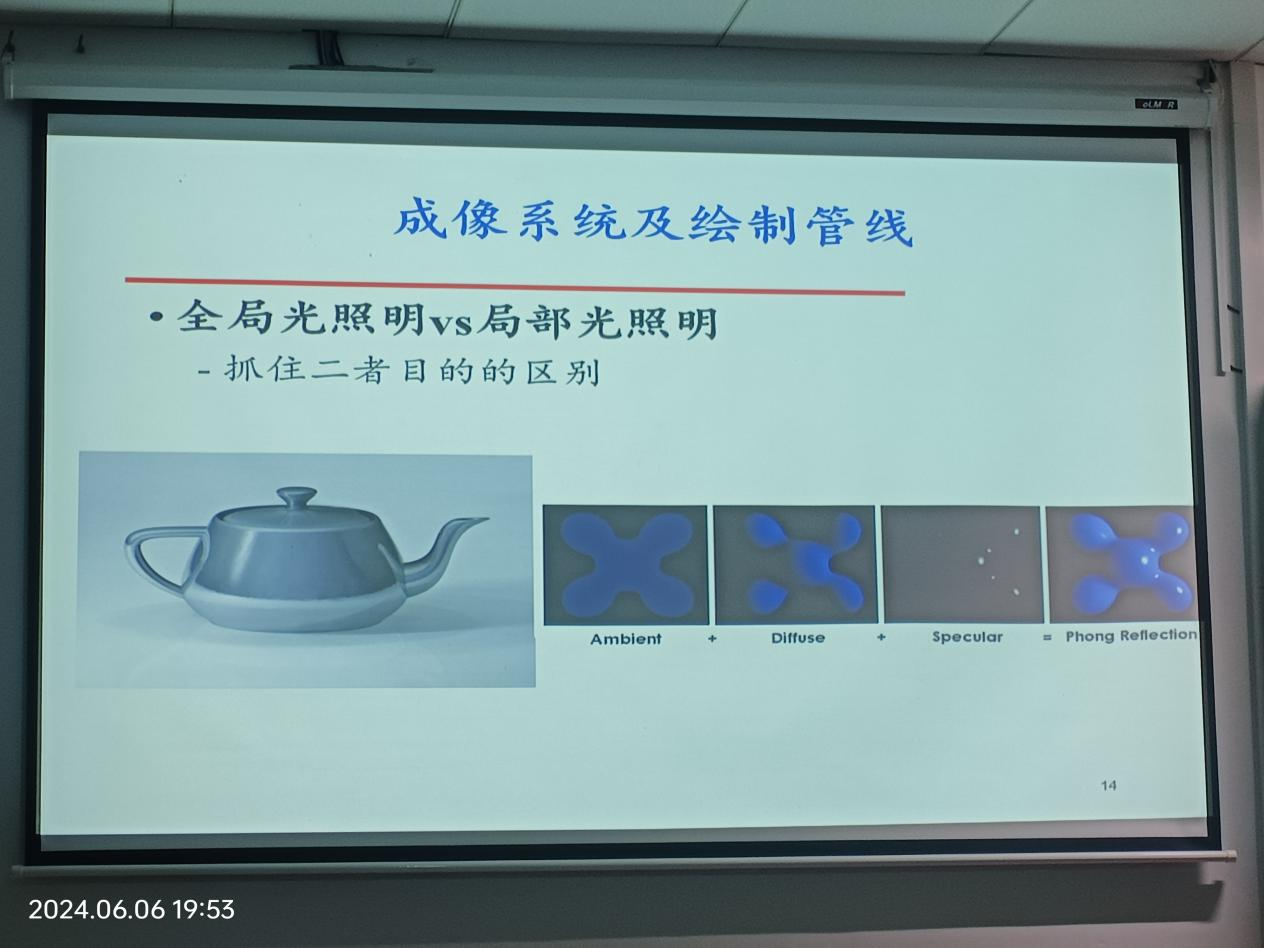 成像系统及绘制管线
• 全局光照明vs局部光照明
- 抓住二者目的的区别
Ambient + Diffuse + Specular = Phong Reflection
14
2024.06.06 19:53